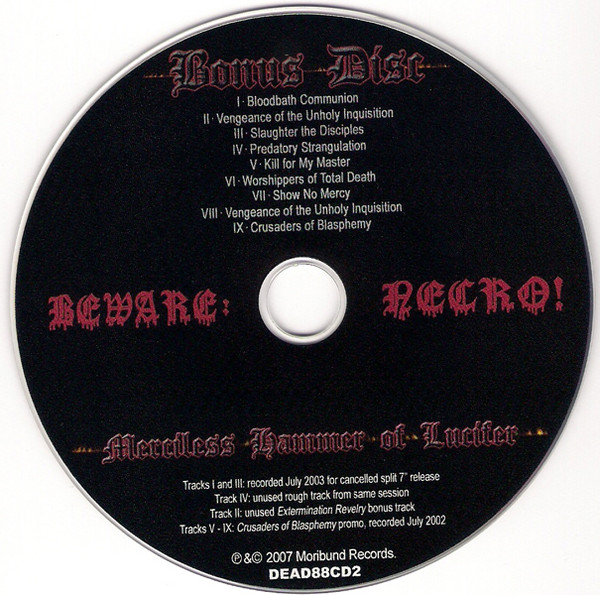 Bonus Disc
I · Bloodbath Communion
II · Vengeance of the Unholy Inquisition
III · Slaughter the Disciples
IV · Predatory Strangulation
V · Kill for My Master
VI · Worshippers of Total Death
VII · Show No Mercy
VIII · Vengeance of the Unholy Inquisition
IX · Crusaders of Blasphemy
BEWARE: NECRO!
Merciless Hammer of Lucifer
Tracks I and III: recorded July 2003 for cancelled split 7" release
Track IV: unused rough track from same session
Track II: unused Extermination Revelry bonus track
Tracks V - IX: Crusaders of Blasphemy promo, recorded July 2002
℗ &© 2007 Moribund Records.
DEAD88CD2